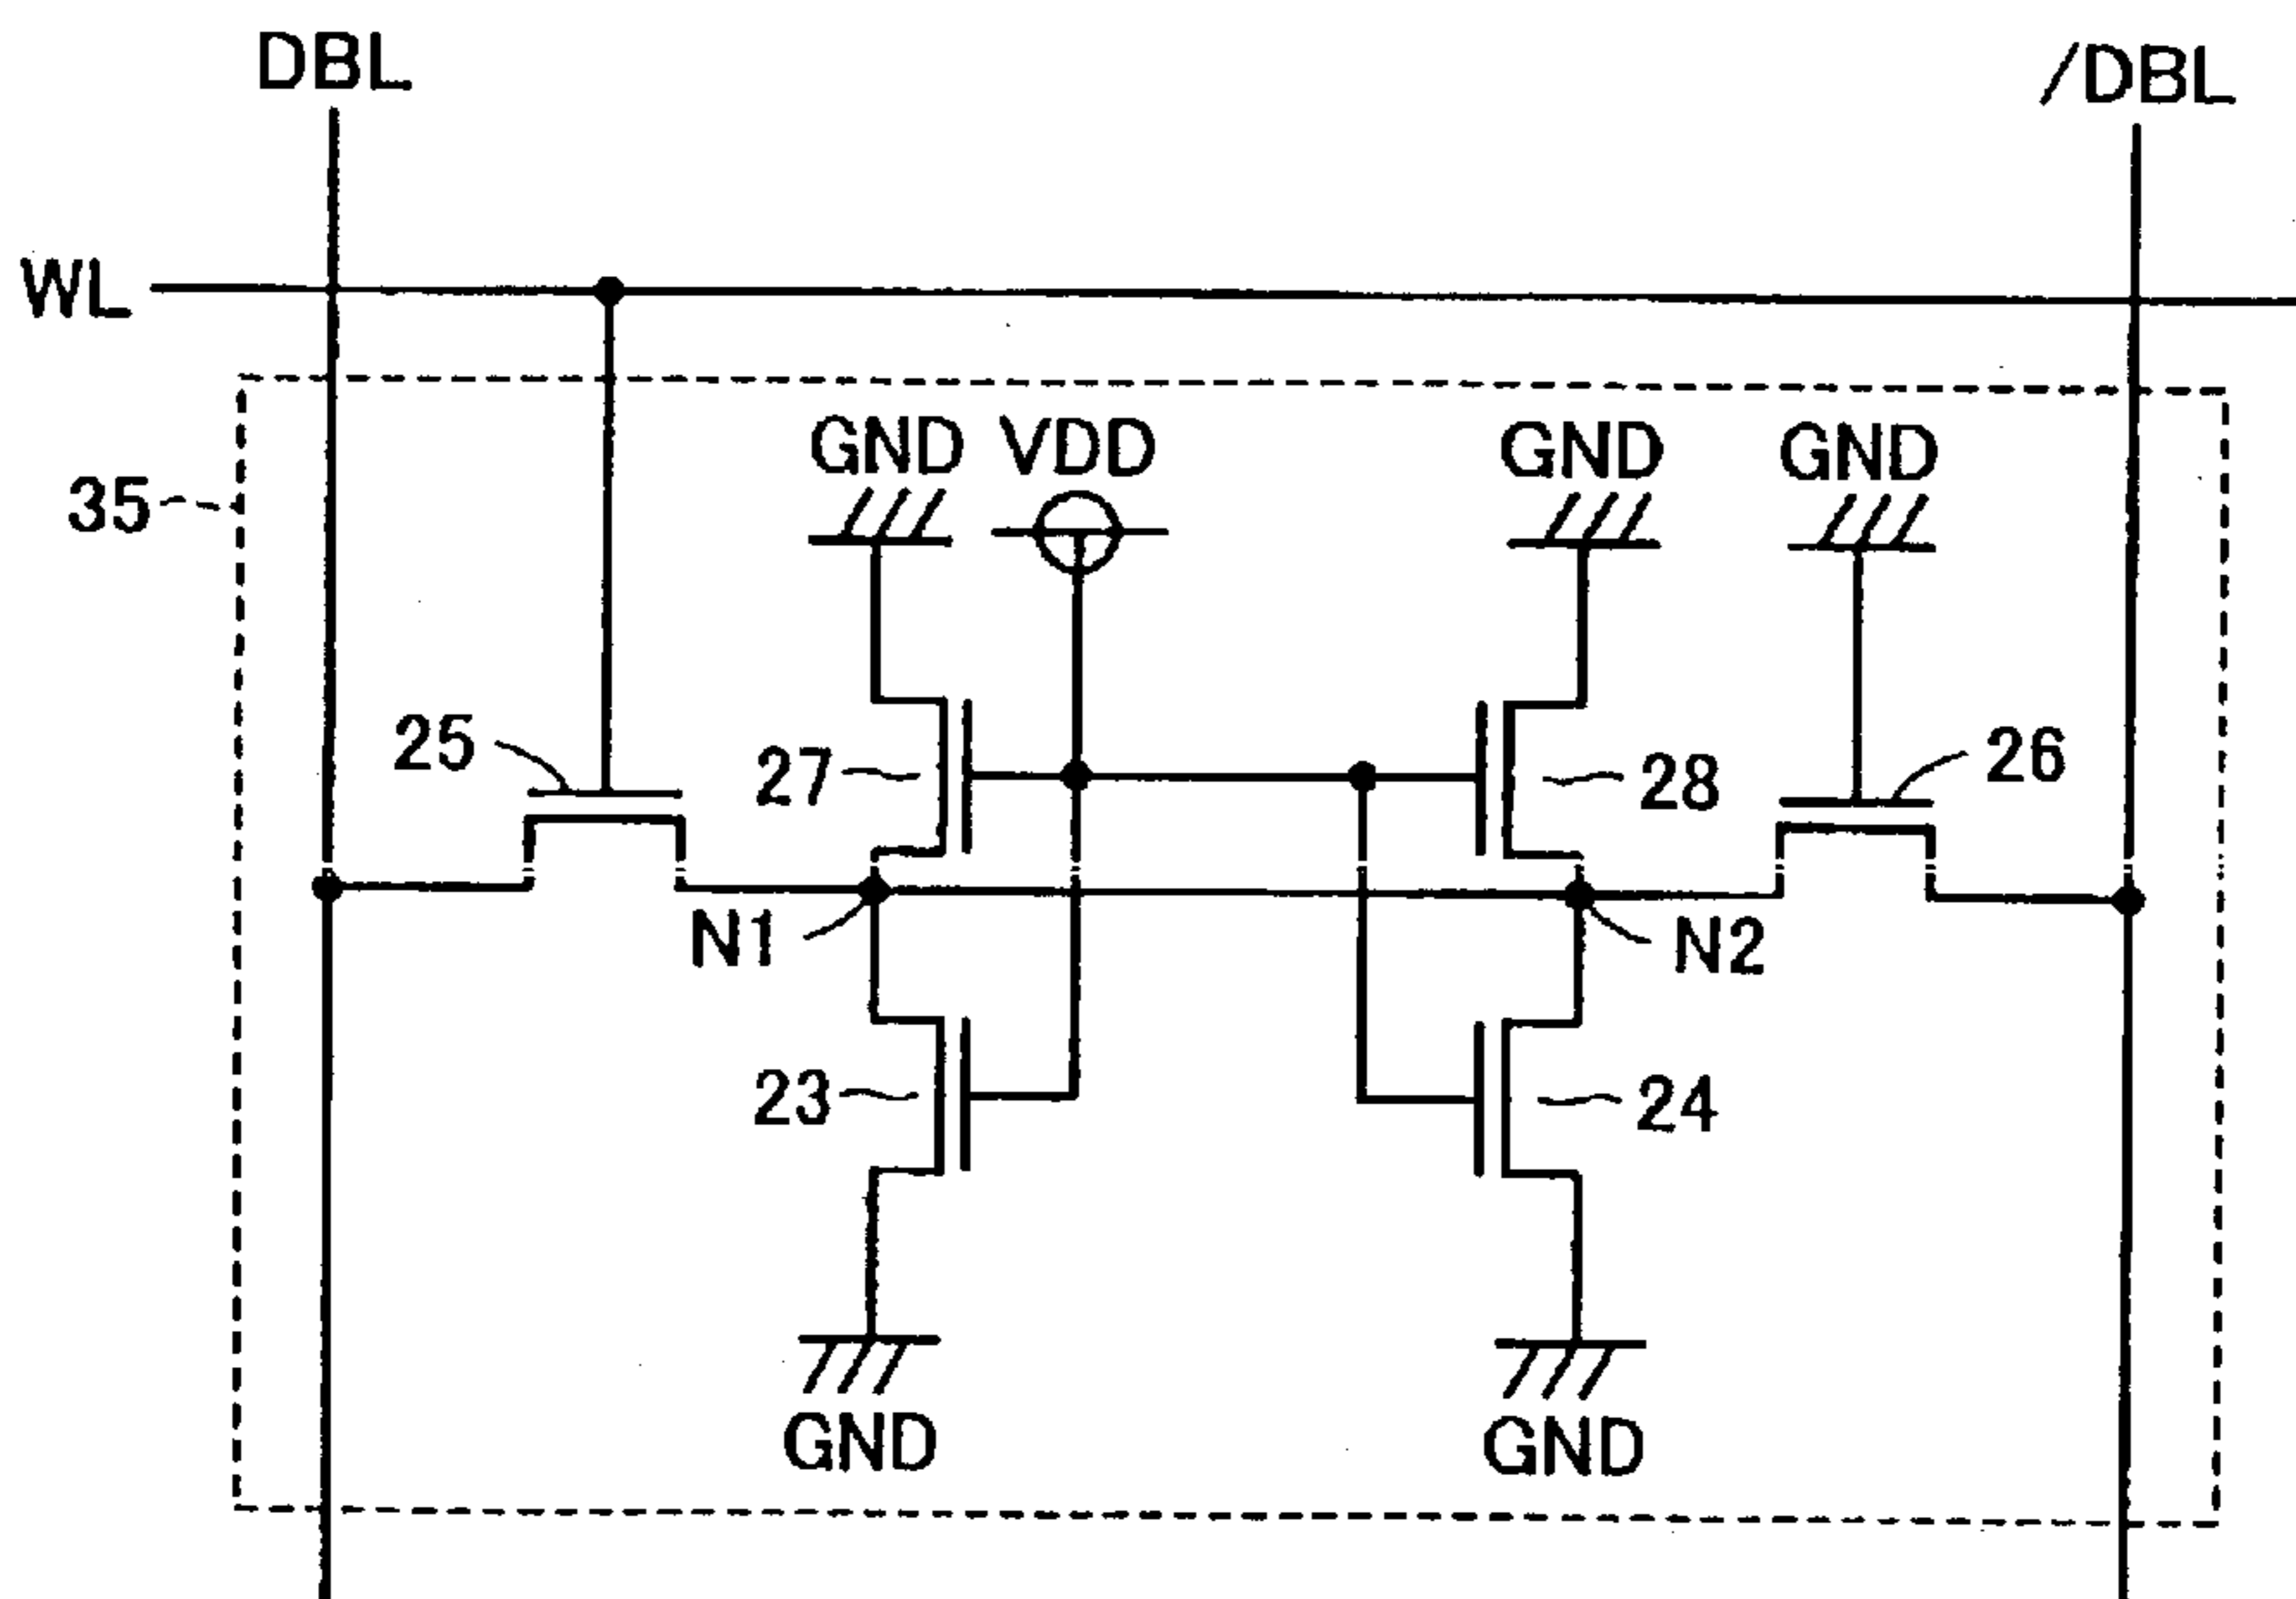 DBL /DBL
WL
GND VDD GND GND
35
25 27 28 26
N1 N2
23 24
GND GND